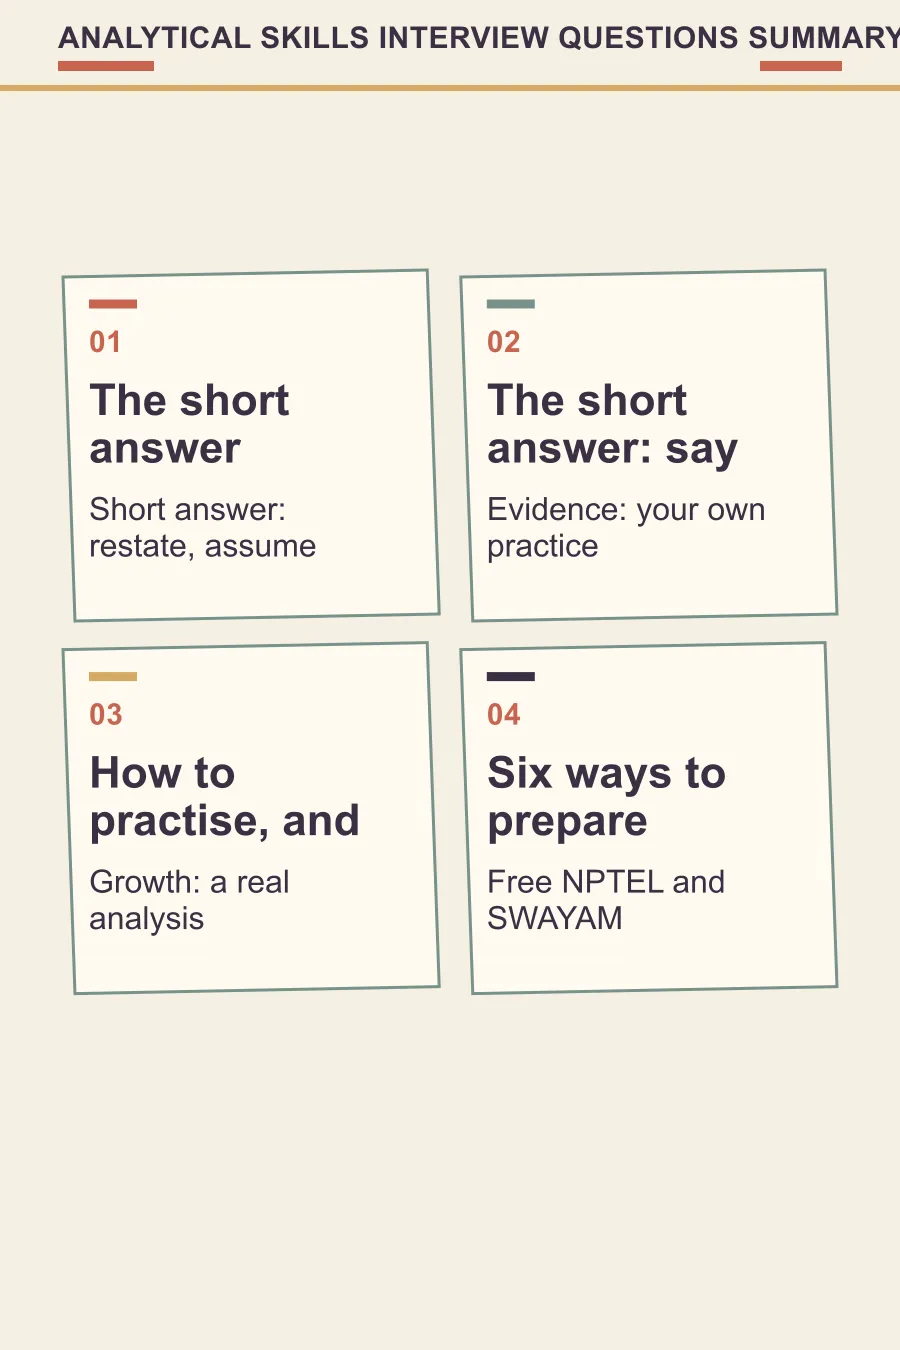 ANALYTICAL SKILLS INTERVIEW QUESTIONS SUMMARY
01
The short
answer
Short answer:
restate, assume
02
The short
answer: say
Evidence: your own
practice
03
How to
practise, and
Growth: a real
analysis
04
Six ways to
prepare
Free NPTEL and
SWAYAM